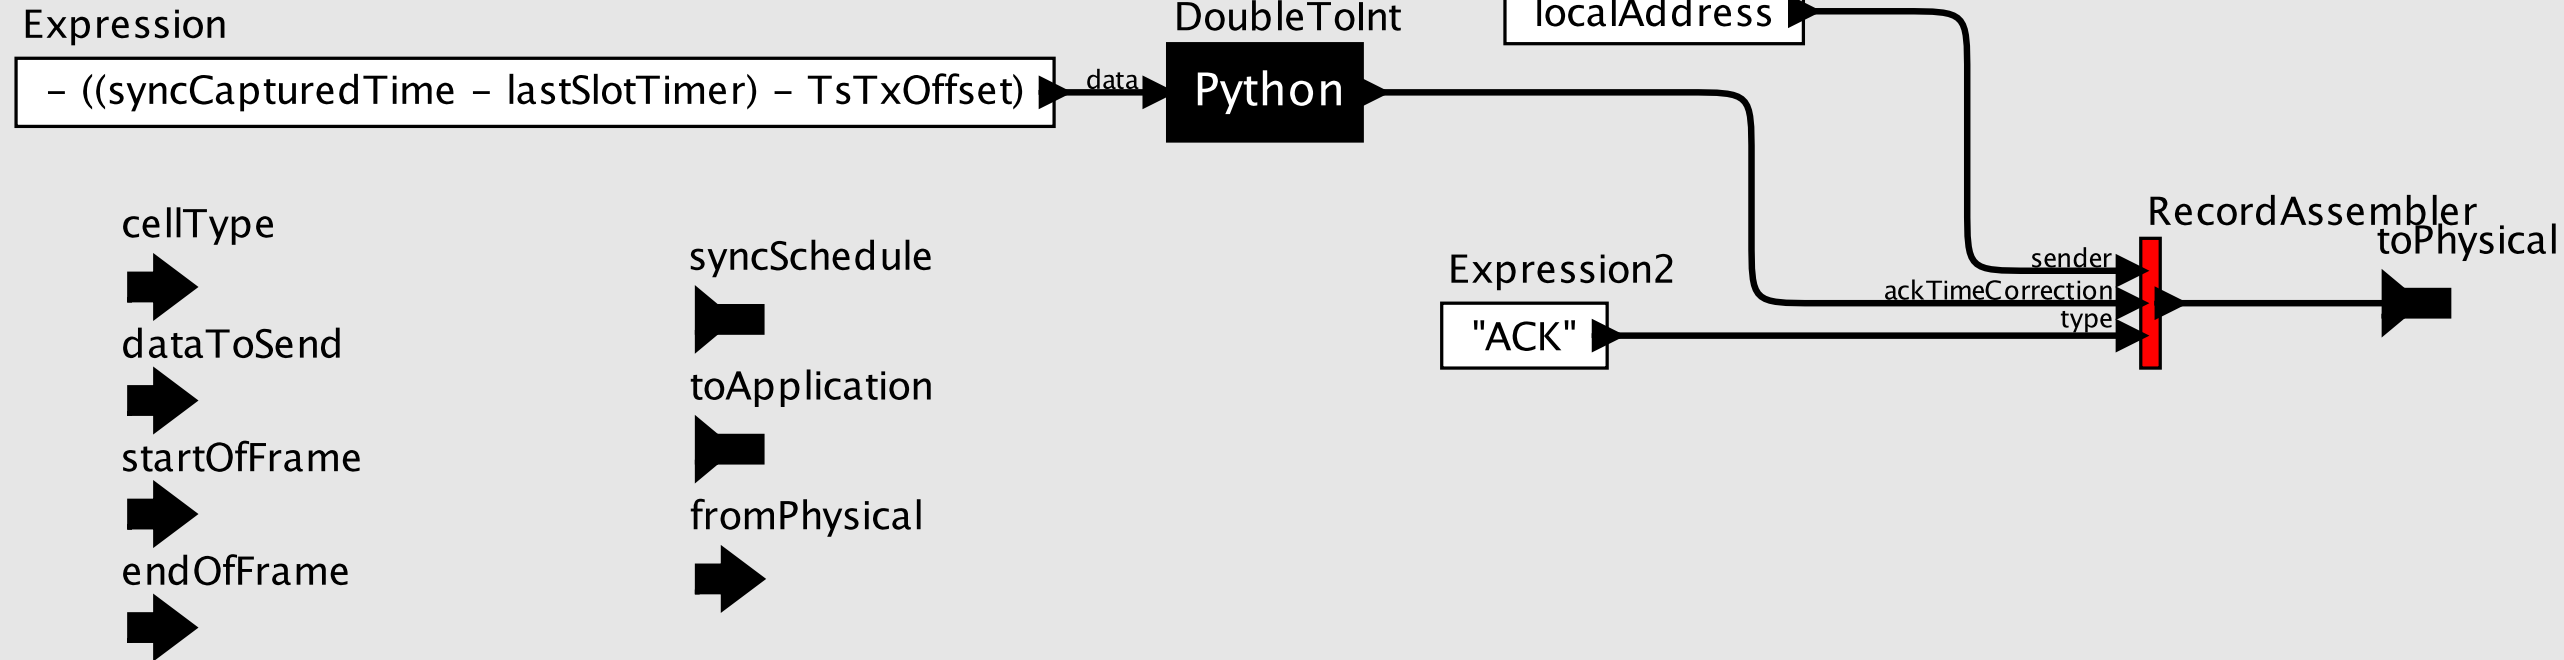 Expression
DoubleToInt
localAddress
– ((syncCapturedTime – lastSlotTimer) – TsTxOffset)
data
Python
cellType
dataToSend
startOfFrame
endOfFrame
syncSchedule
toApplication
fromPhysical
Expression2
"ACK"
sender
ackTimeCorrection
type
RecordAssembler
toPhysical